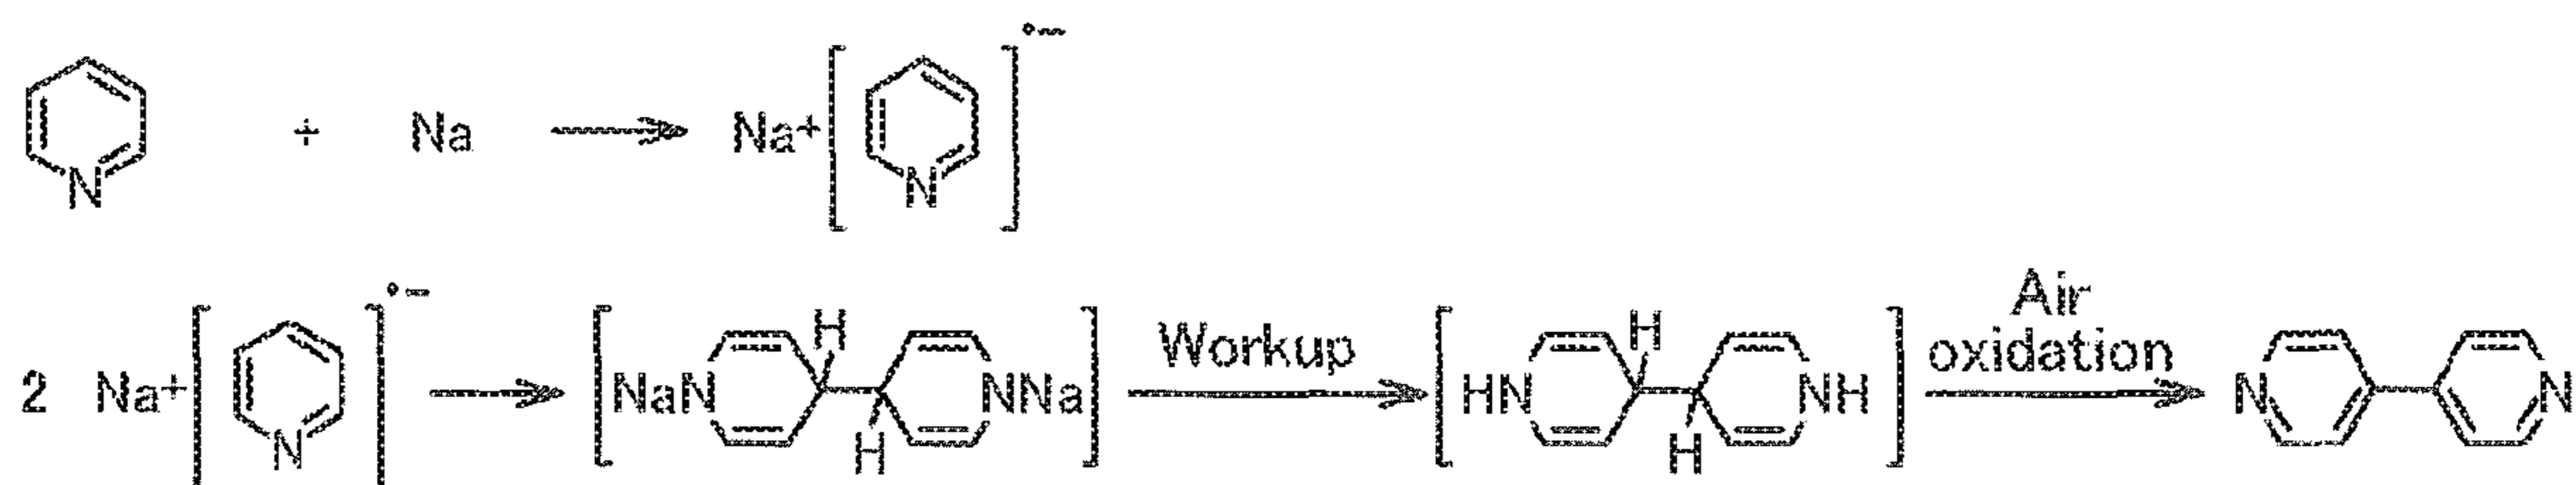 N + Na Na+ N •−
Air
H H Workup oxidation
2 Na+ N •− NaN NNa HN NH N N
H H